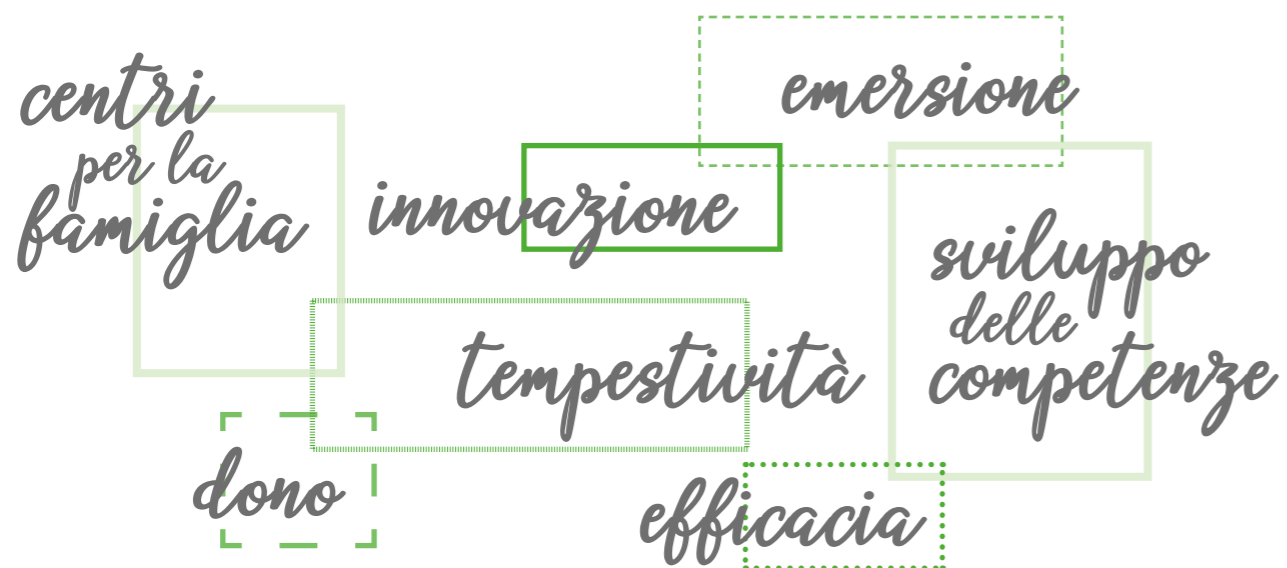 centri
per la
famiglia
emersione
innovazione
sviluppo
delle
competenze
tempestività
dono
efficacia